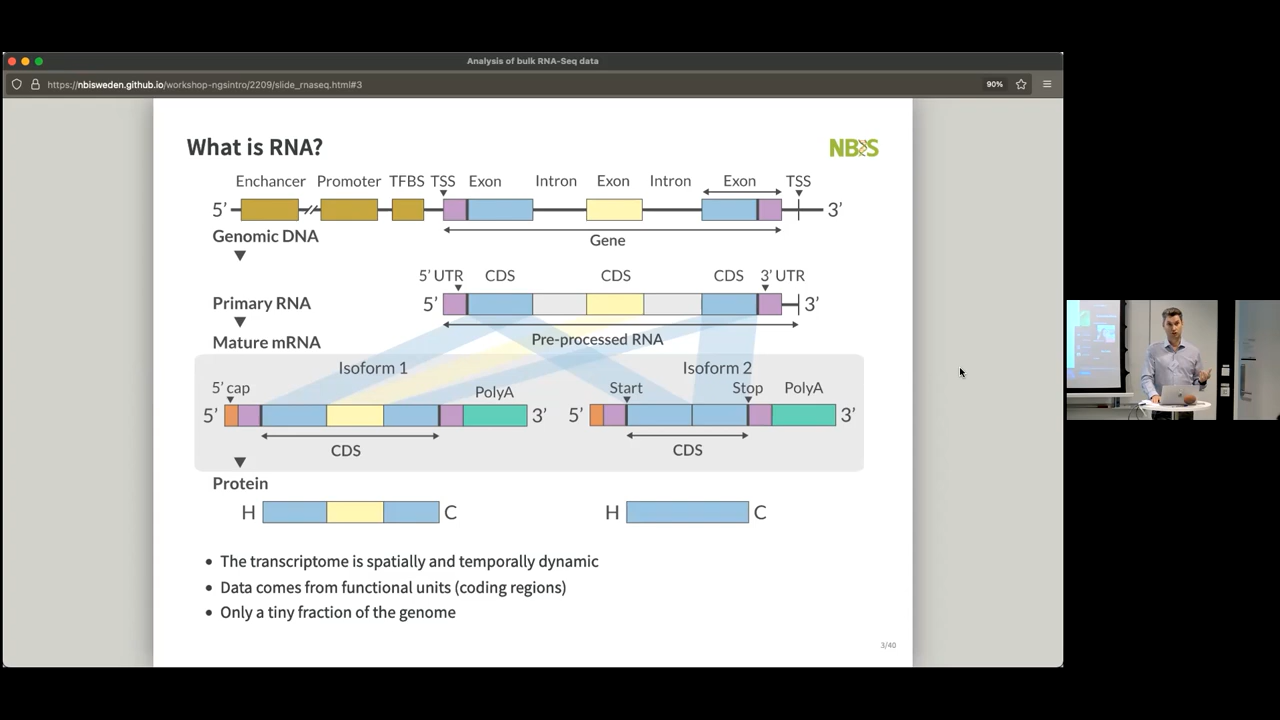 Analysis of bulk RNA-Seq data
https://nbisweden.github.io/workshop-ngsintro/2209/slide_rnaseq.html#3
90%
What is RNA?
NBIS
Enchancer Promoter TFBS TSS Exon Intron Exon Intron Exon TSS
5’ 3’
Genomic DNA
Gene
5’ UTR CDS CDS CDS 3’ UTR
Primary RNA 5’ 3’
Pre-processed RNA
Mature mRNA
Isoform 1 Isoform 2
5’ cap PolyA Start Stop PolyA
5’ 3’ 5’ 3’
CDS CDS
Protein
H C H C
• The transcriptome is spatially and temporally dynamic
• Data comes from functional units (coding regions)
• Only a tiny fraction of the genome
3/40